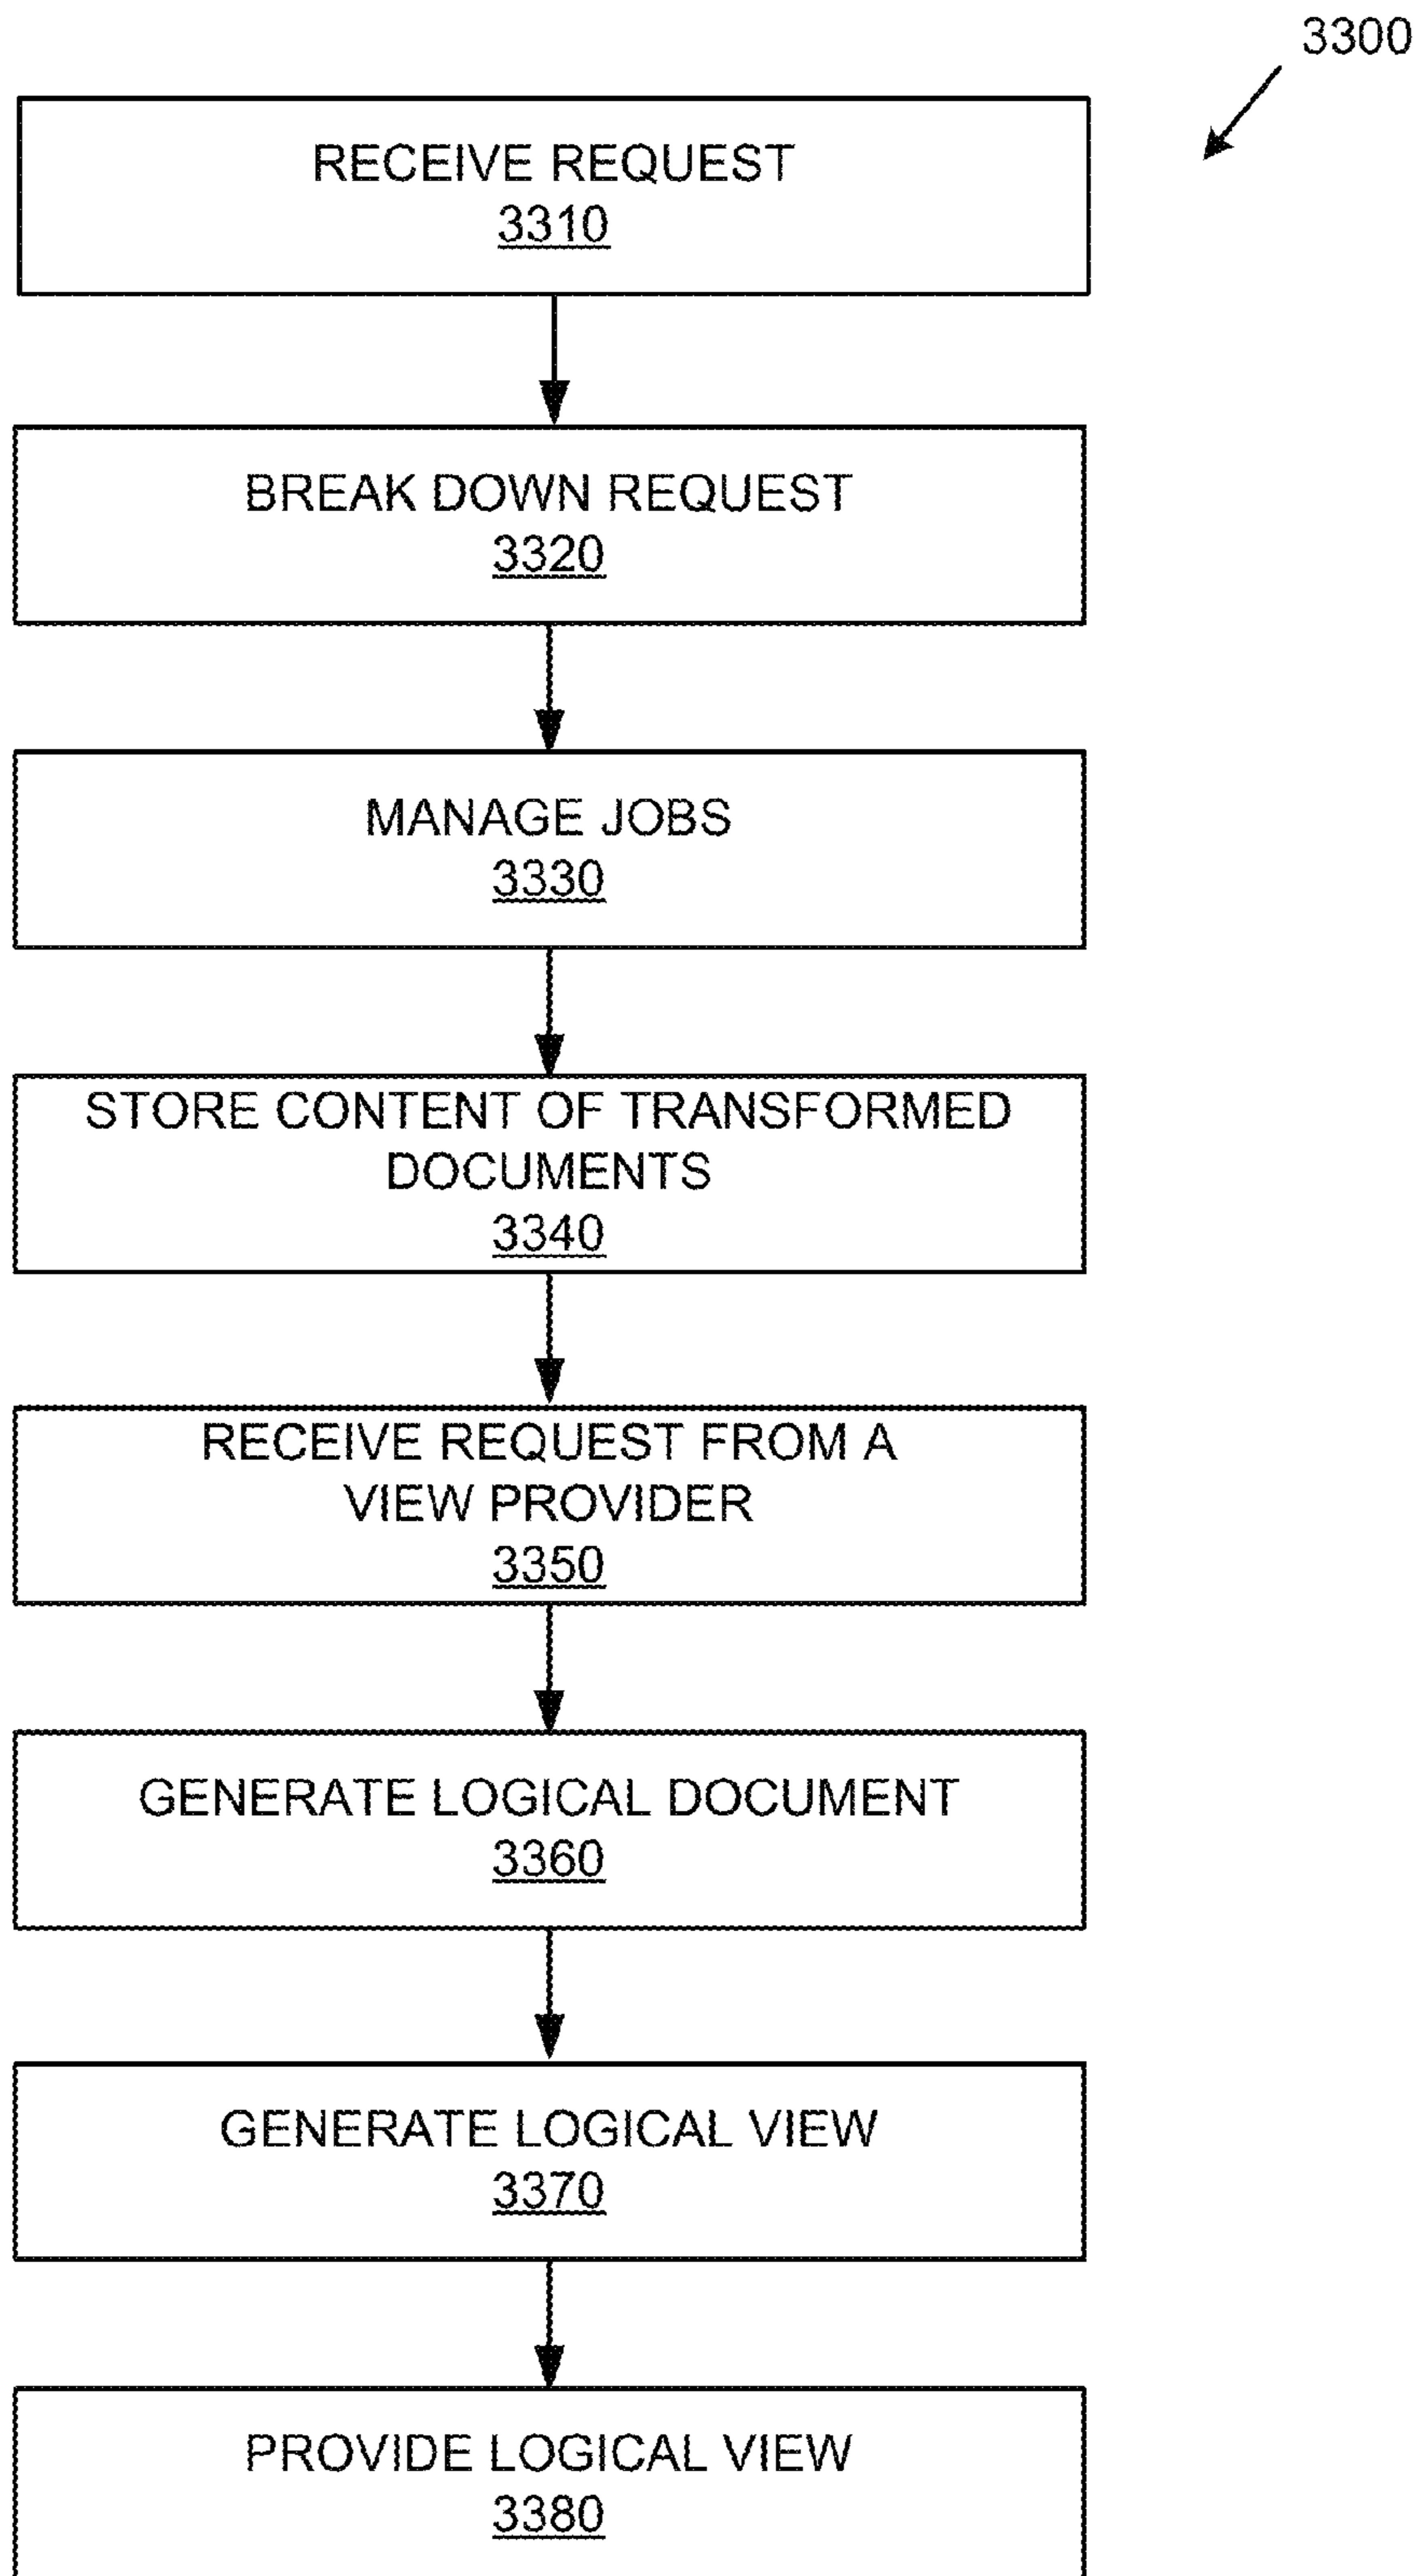 3300
RECEIVE REQUEST
3310
BREAK DOWN REQUEST
3320
MANAGE JOBS
3330
STORE CONTENT OF TRANSFORMED
DOCUMENTS
3340
RECEIVE REQUEST FROM A
VIEW PROVIDER
3350
GENERATE LOGICAL DOCUMENT
3360
GENERATE LOGICAL VIEW
3370
PROVIDE LOGICAL VIEW
3380